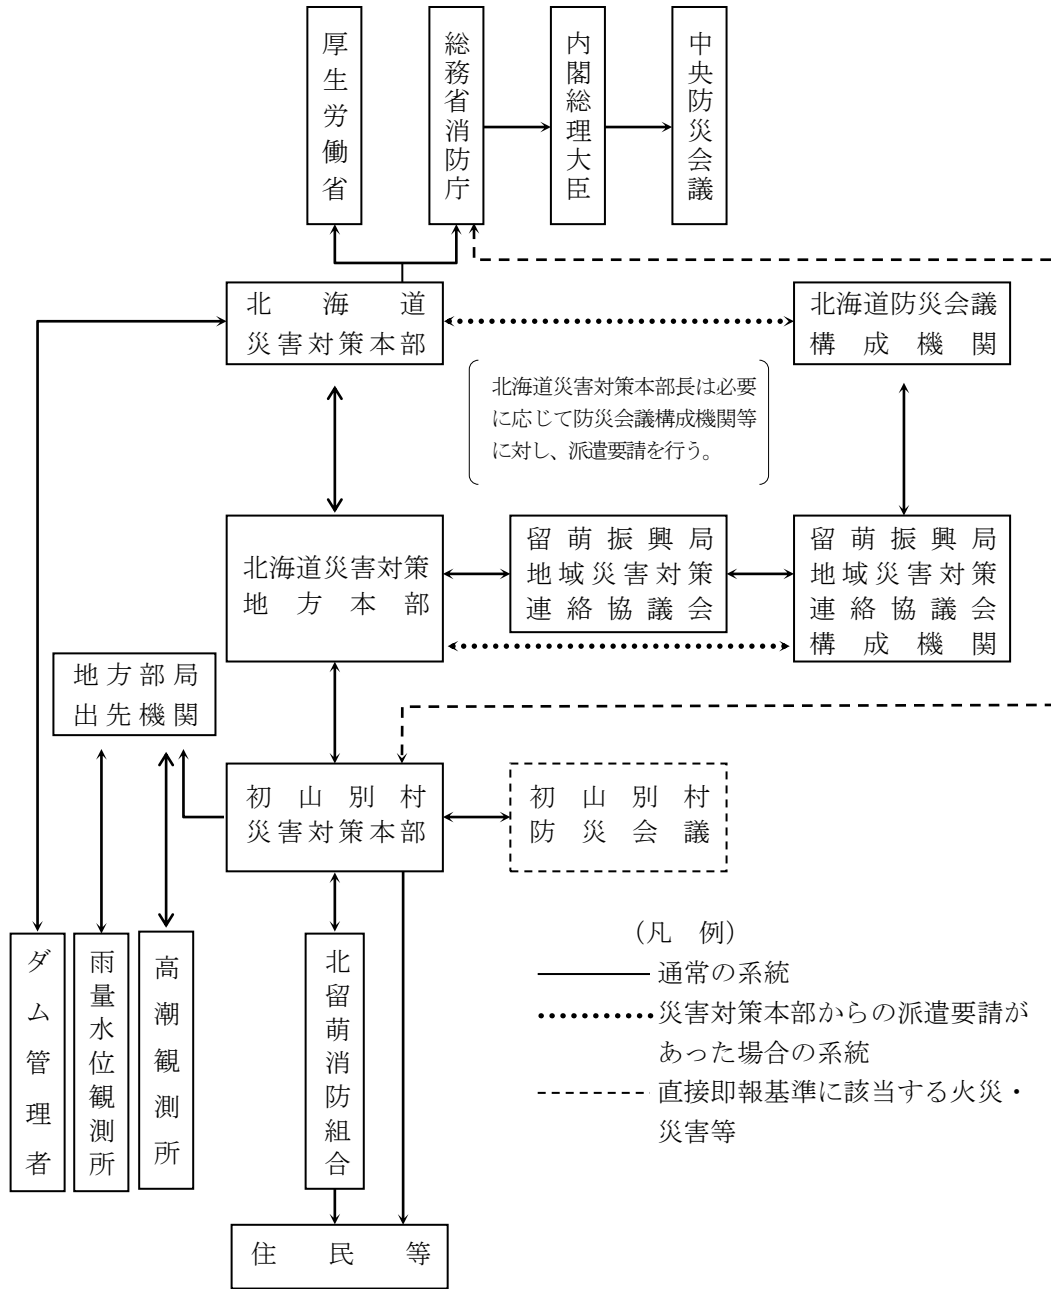 厚生労働省
総務省消防庁
内閣総理大臣
中央防災会議
北海道
災害対策本部
北海道防災会議
構成機関
北海道災害対策本部長は必要
に応じて防災会議構成機関等
に対し、派遣要請を行う。
北海道災害対策
地方本部
留萌振興局
地域災害対策
連絡協議会
留萌振興局
地域災害対策
連絡協議会
構成機関
地方部局
出先機関
初山別村
災害対策本部
初山別村
防災会議
ダム管理者
雨量水位観測所
高潮観測所
北留萌消防組合
(凡　例)
通常の系統
災害対策本部からの派遣要請が
あった場合の系統
直接即報基準に該当する火災・
災害等
住民等